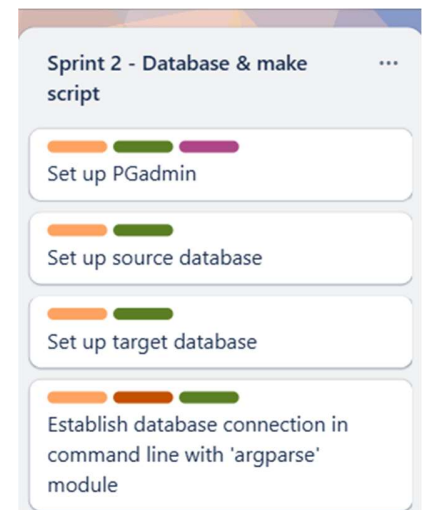 Sprint 2 - Database & make
script
Set up PGadmin
Set up source database
Set up target database
Establish database connection in
command line with 'argparse'
module